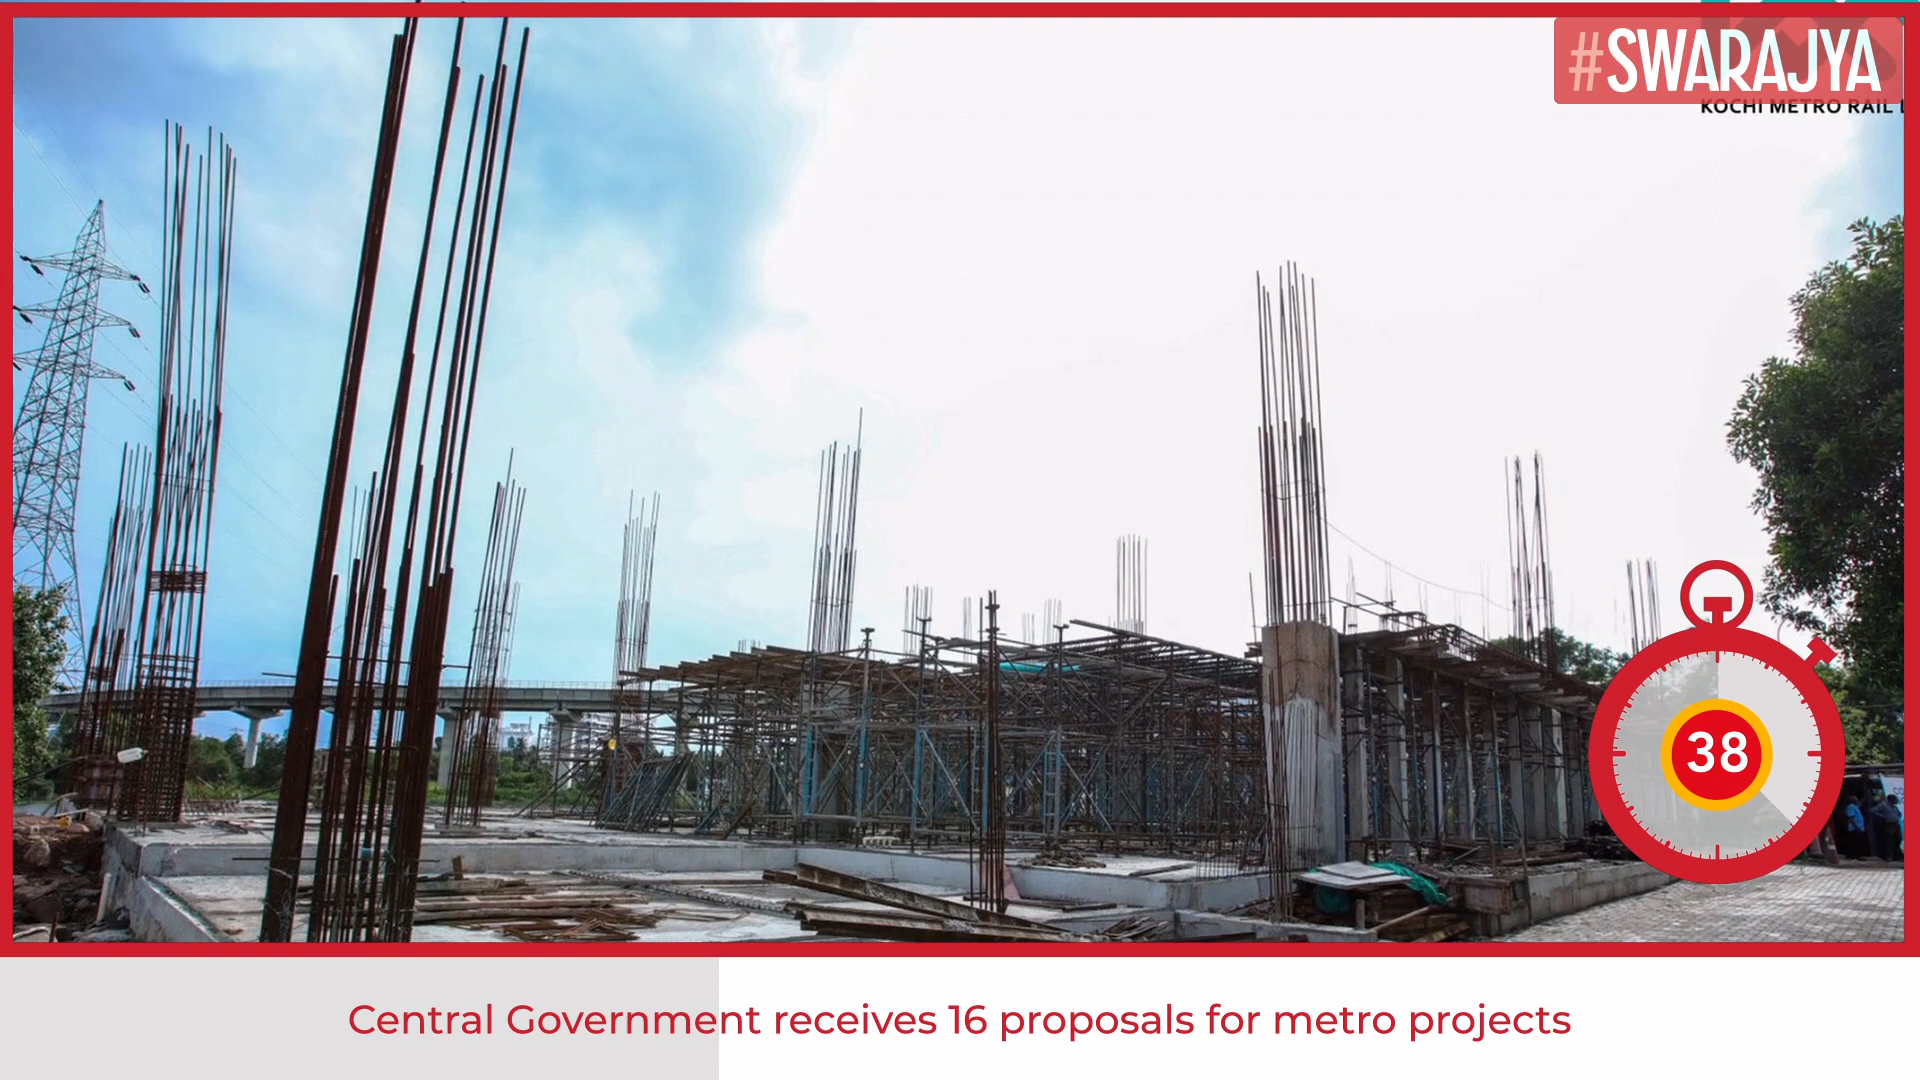 #SWARAJYA
KOCHI METRO RAIL
38
Central Government receives 16 proposals for metro projects